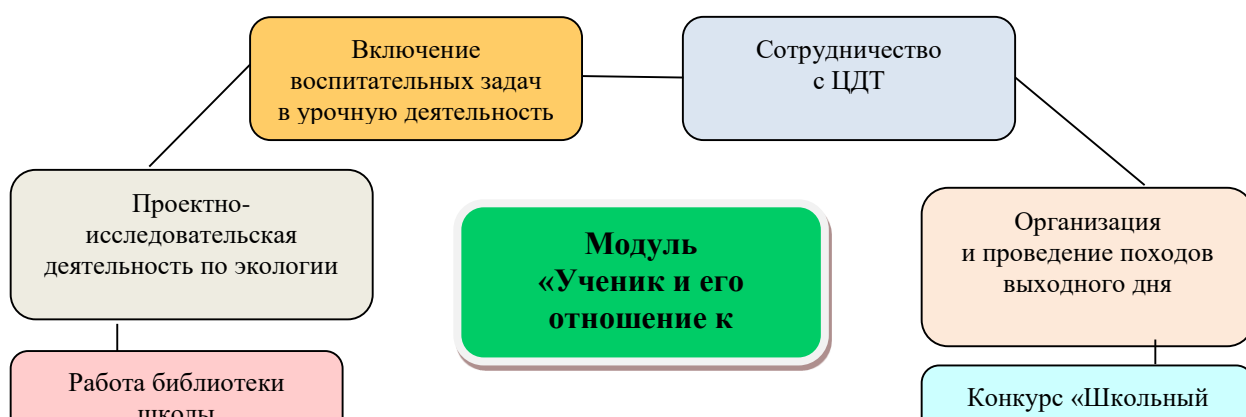 Включение
воспитательных задач
в урочную деятельность
Сотрудничество
с ЦДТ
Проектно-
исследовательская
деятельность по экологии
Модуль
«Ученик и его
отношение к
Организация
и проведение походов
выходного дня
Работа библиотеки
школы
Конкурс «Школьный